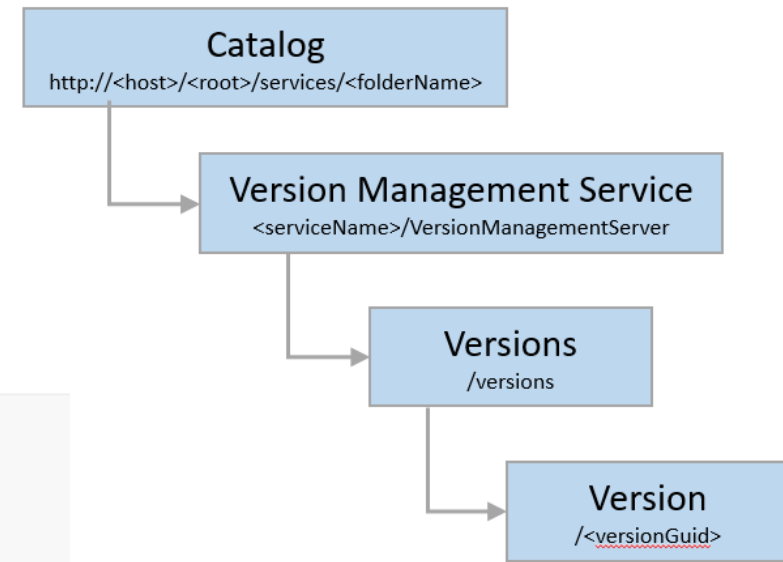 Catalog
http://<host>/<root>/services/<folderName>
Version Management Service
<serviceName>/VersionManagementServer
Versions
/versions
Version
/<versionGuid>